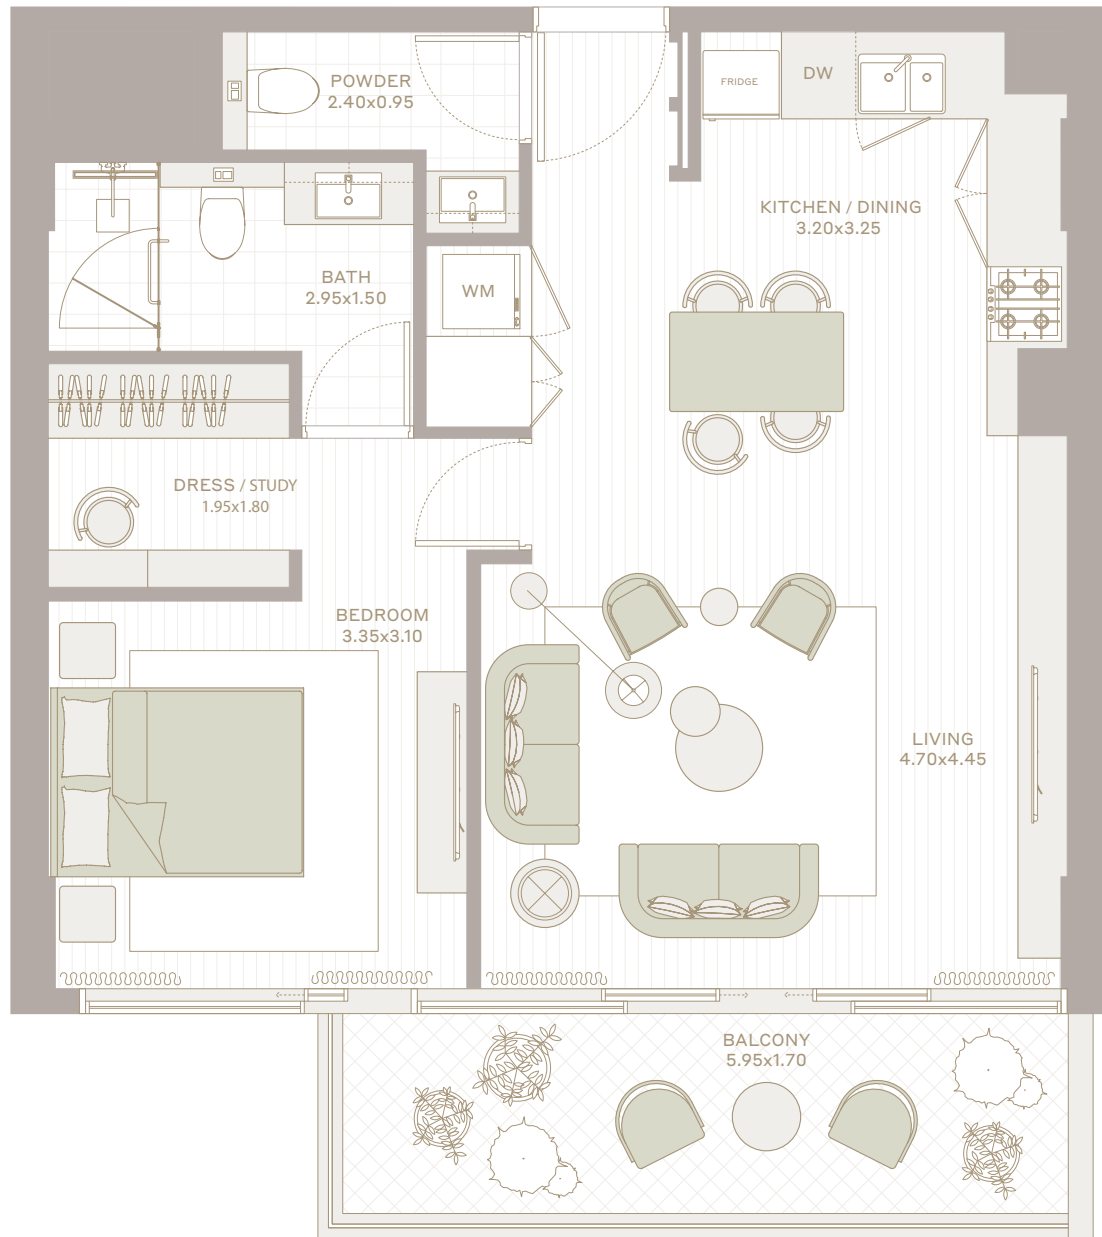 POWDER
2.40x0.95
FRIDGE
DW
KITCHEN / DINING
3.20x3.25
BATH
2.95x1.50
WM
DRESS / STUDY
1.95x1.80
BEDROOM
3.35x3.10
LIVING
4.70x4.45
BALCONY
5.95x1.70